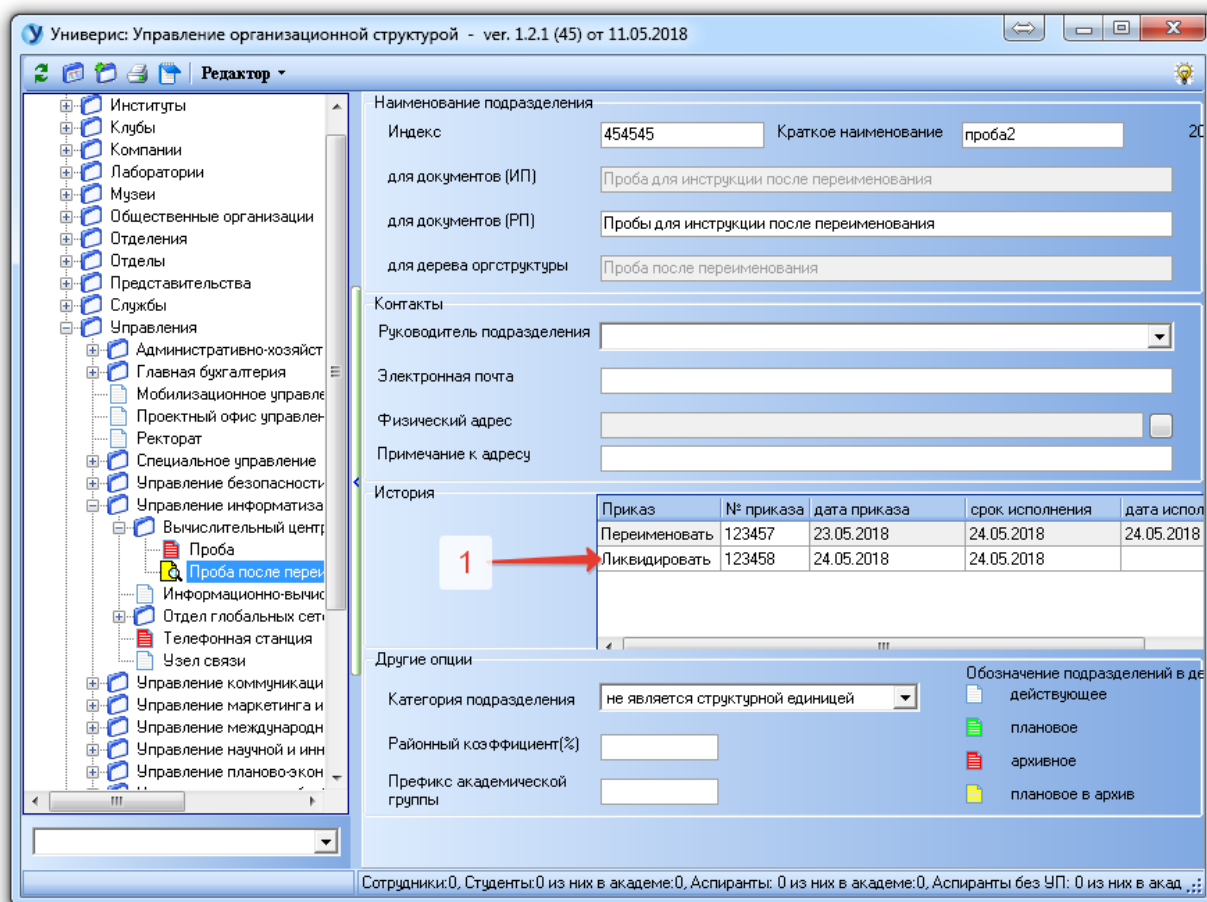 Универис: Управление организационной структурой - ver. 1.2.1 (45) от 11.05.2018
Редактор
Институты
Клубы
Компании
Лаборатории
Музеи
Общественные организации
Отделения
Отделы
Представительства
Службы
Управления
Административно-хозяйст
Главная бухгалтерия
Мобилизационное управле
Проектный офис управлен
Ректорат
Специальное управление
Управление безопасности
Управление информатиза
Вычислительный центр
Проба
Проба после переи
Информационно-вычис
Отдел глобальных сете
Телефонная станция
Узел связи
Управление коммуникаци
Управление маркетинга и
Управление международн
Управление научной и инн
Управление планово-экон
Наименование подразделения
Индекс 454545 Краткое наименование проба2 20
для документов (ИП) Проба для инструкции после переименования
для документов (РП) Пробы для инструкции после переименования
для дерева оргструктуры Проба после переименования
Контакты
Руководитель подразделения
Электронная почта
Физический адрес
Примечание к адресу
История
Приказ № приказа дата приказа срок исполнения дата испол
Переименовать 123457 23.05.2018 24.05.2018 24.05.2018
Ликвидировать 123458 24.05.2018 24.05.2018
1
Другие опции
Категория подразделения не является структурной единицей
Районный коэффициент(%)
Префикс академической
группы
Обозначение подразделений в де
действующее
плановое
архивное
плановое в архив
Сотрудники:0, Студенты:0 из них в академе:0, Аспиранты: 0 из них в академе:0, Аспиранты без УП: 0 из них в акад